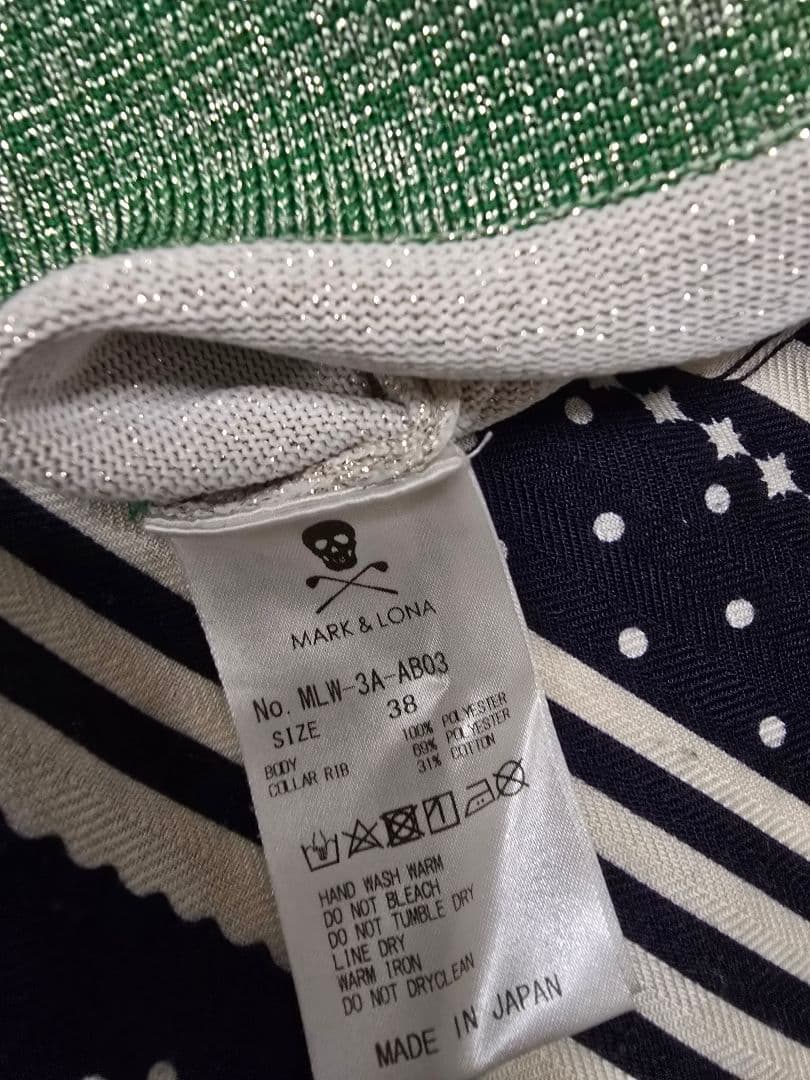 MARK & LONA
No. MLW-3A-AB03
SIZE 38
BODY 100% POLYESTER
COLLAR RIB 69% POLYESTER
31% COTTON
HAND WASH WARM
DO NOT BLEACH
DO NOT TUMBLE DRY
LINE DRY
WARM IRON
DO NOT DRYCLEAN
MADE IN JAPAN